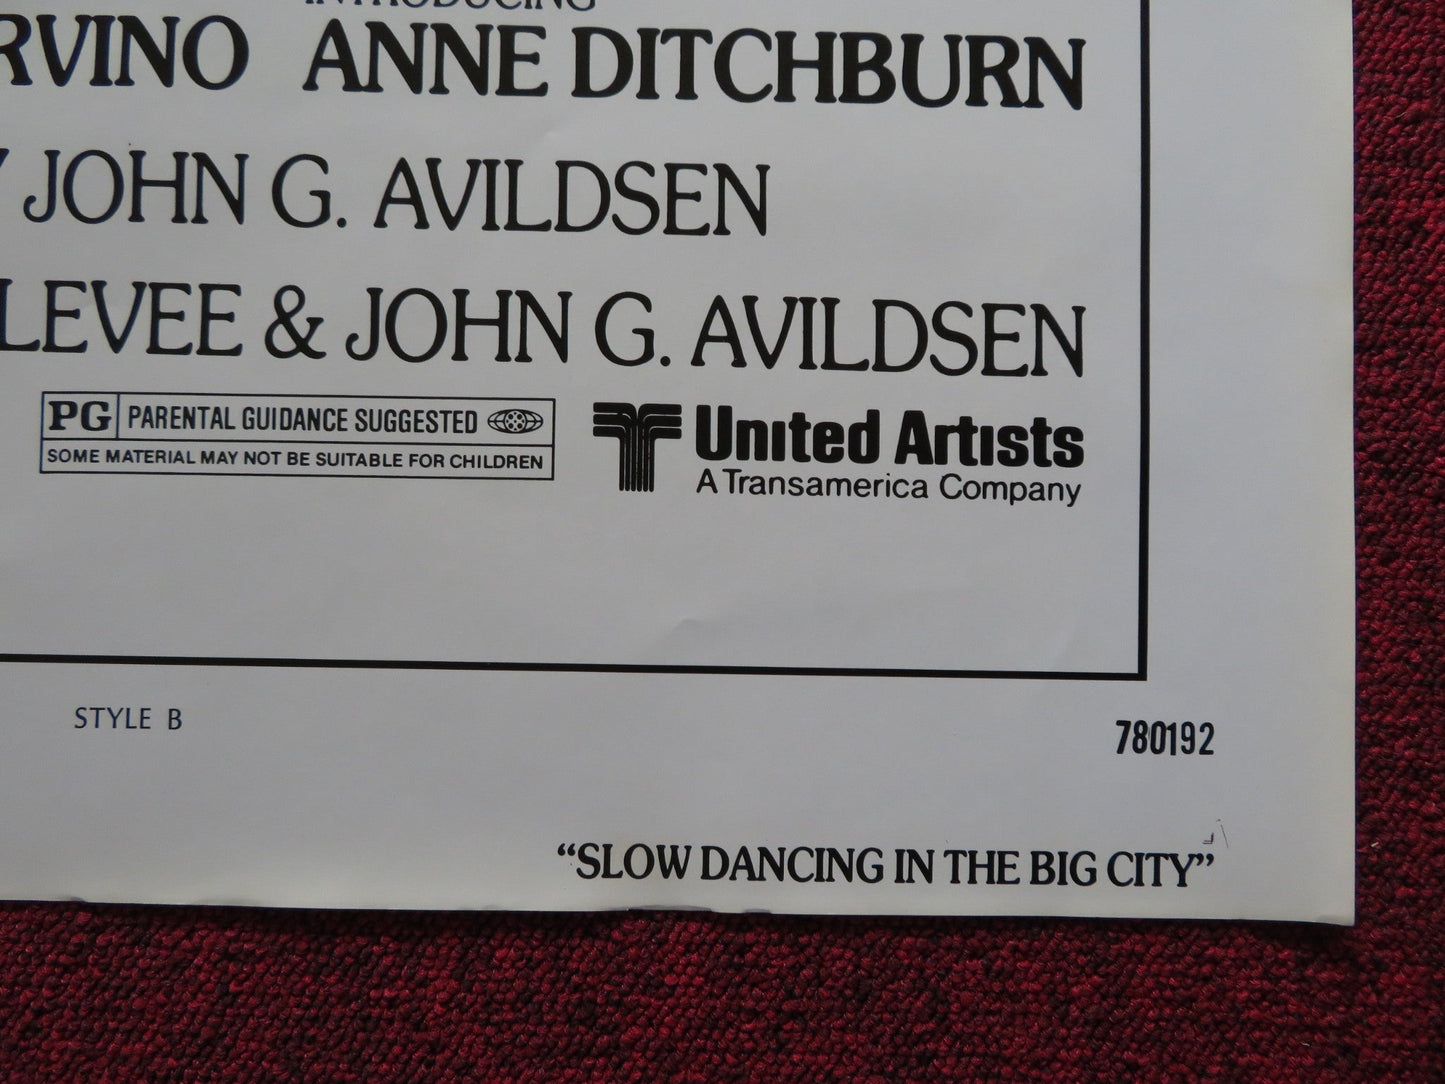 INTRODUCING
RVINO ANNE DITCHBURN
JOHN G. AVILDSEN
LEVEE & JOHN G. AVILDSEN
PG PARENTAL GUIDANCE SUGGESTED
SOME MATERIAL MAY NOT BE SUITABLE FOR CHILDREN
United Artists
A Transamerica Company
STYLE B
780192
“SLOW DANCING IN THE BIG CITY”